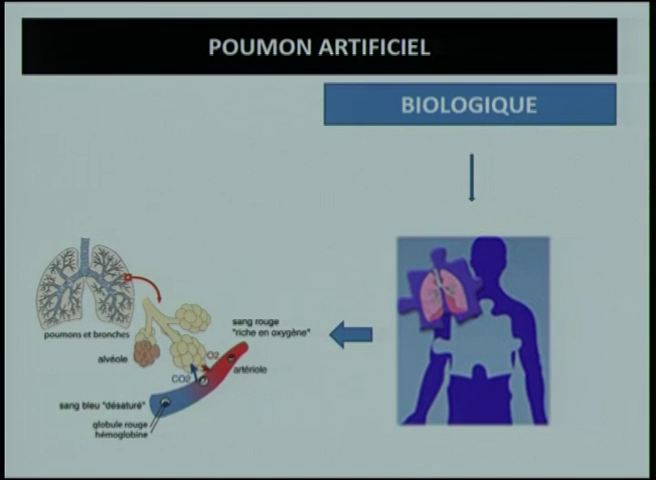 POUMON ARTIFICIEL
BIOLOGIQUE
poumons et bronches
alvéole
sang rouge
"riche en oxygène"
O2
artériole
CO2
sang bleu "désaturé"
globule rouge
hémoglobine